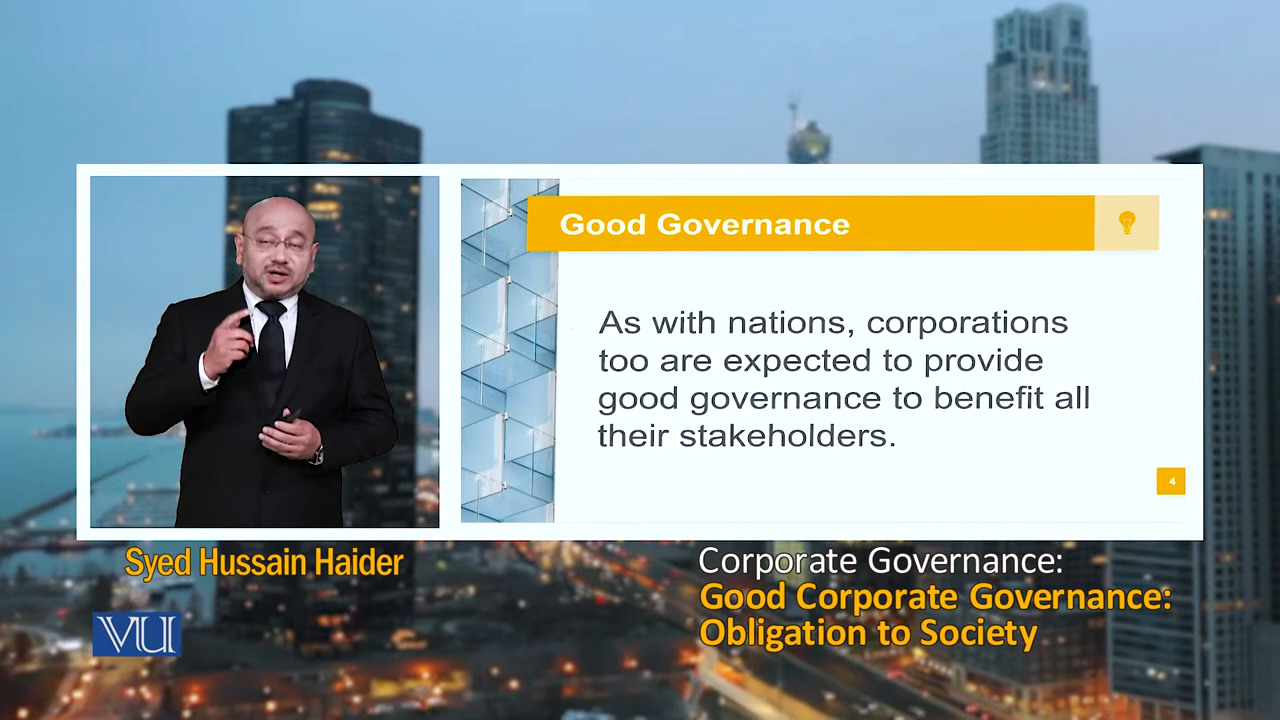 Good Governance
As with nations, corporations
too are expected to provide
good governance to benefit all
their stakeholders.
4
Syed Hussain Haider
Corporate Governance:
Good Corporate Governance:
Obligation to Society
VU